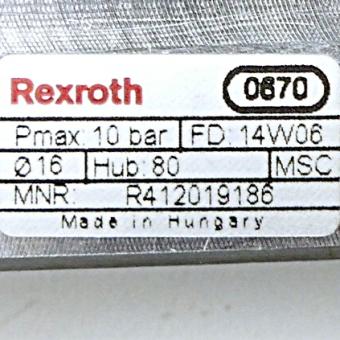 Rexroth 0670
Pmax: 10 bar FD: 14W06
Ø16 Hub: 80 MSC
MNR: R412019186
Made in Hungary